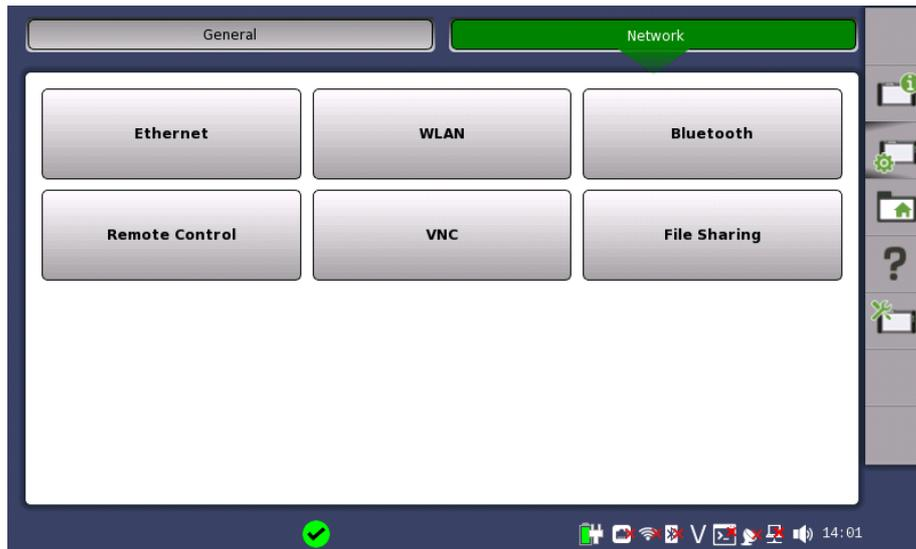 General Network
Ethernet WLAN Bluetooth
Remote Control VNC File Sharing
?
V 14:01